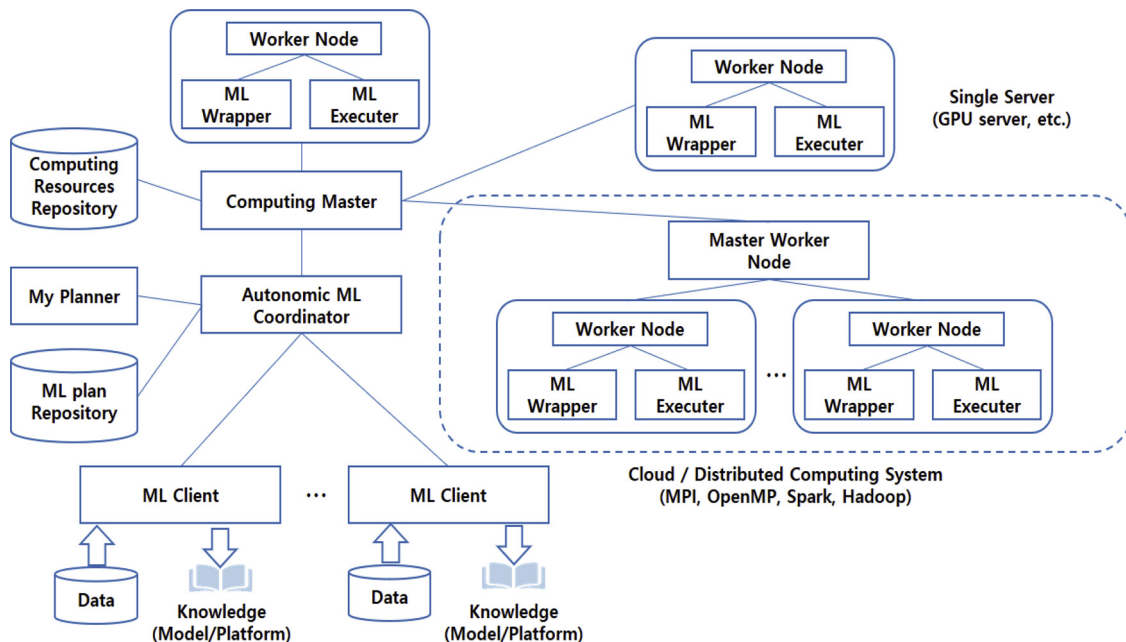 Worker Node
ML
Wrapper
ML
Executer
Worker Node
ML
Wrapper
ML
Executer
Single Server
(GPU server, etc.)
Computing
Resources
Repository
Computing Master
Master Worker
Node
My Planner
Autonomic ML
Coordinator
ML plan
Repository
Worker Node
ML
Wrapper
ML
Executer
...
Worker Node
ML
Wrapper
ML
Executer
Cloud / Distributed Computing System
(MPI, OpenMP, Spark, Hadoop)
ML Client
...
ML Client
Data
Knowledge
(Model/Platform)
Data
Knowledge
(Model/Platform)